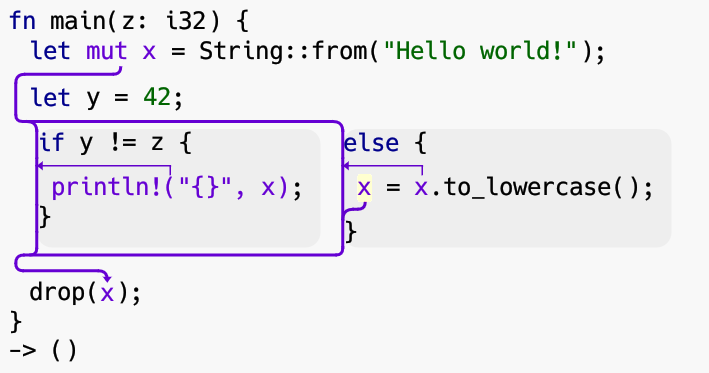 fn main(z: i32) {
let mut x = String::from("Hello world!");
let y = 42;
if y != z {
println!("{}", x);
}
else {
x = x.to_lowercase();
}
drop(x);
}
-> ()